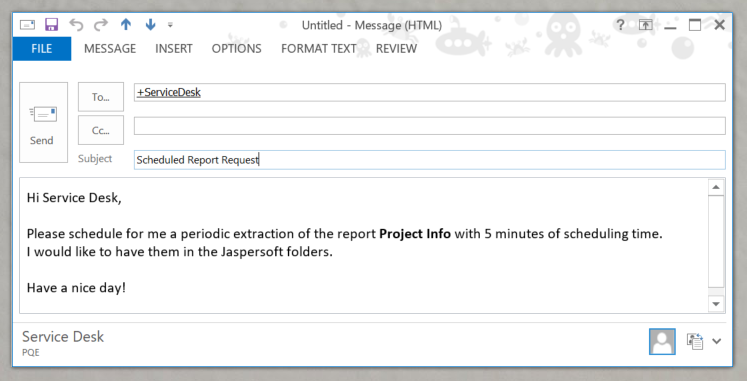 Untitled - Message (HTML)
?
FILE MESSAGE INSERT OPTIONS FORMAT TEXT REVIEW
To...
+ServiceDesk
Cc...
Send
Subject
Scheduled Report Request
Hi Service Desk,
Please schedule for me a periodic extraction of the report Project Info with 5 minutes of scheduling time.
I would like to have them in the Jaspersoft folders.
Have a nice day!
Service Desk
PQE